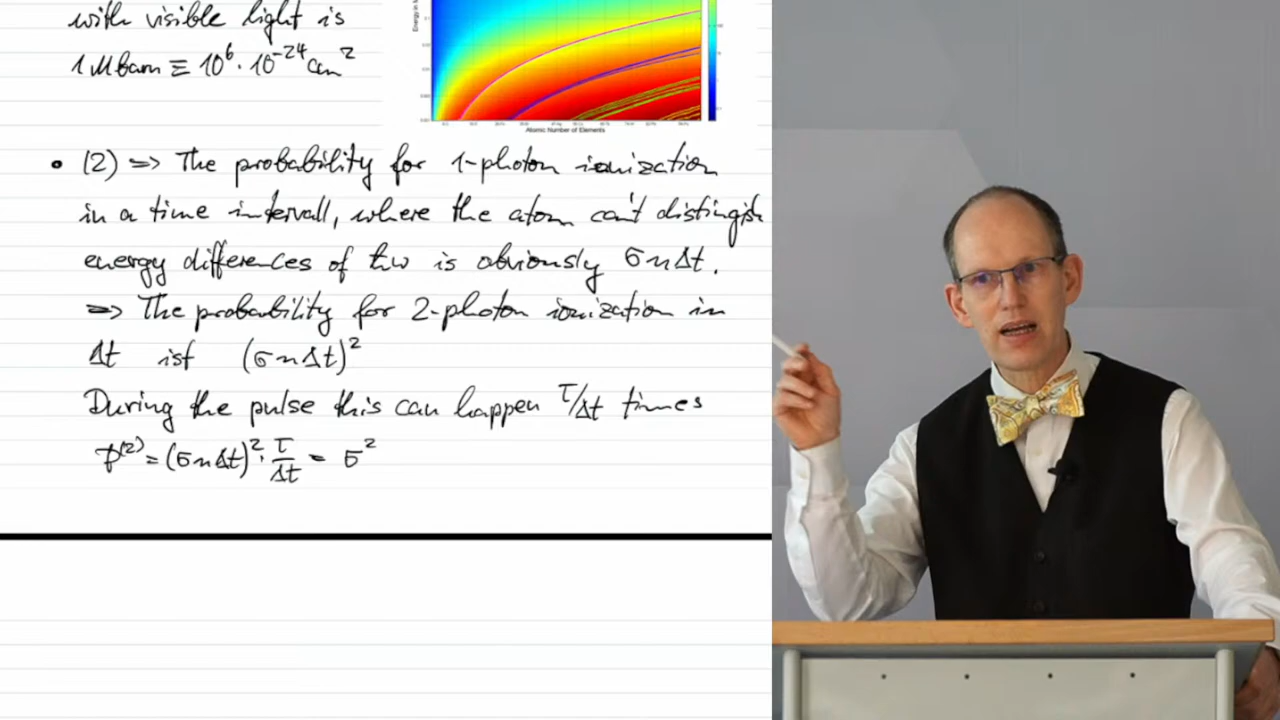 with visible light is
1 Mbarn ≡ 10⁶ · 10⁻²⁴ cm²
Atomic Number of Elements
• (2) => The probability for 1-photon ionization
in a time intervall, where the atom can't distingish
energy differences of ħω is obviously σnΔt.
=> The probability for 2-photon ionization in
Δt ist (σnΔt)²
During the pulse this can happen τ/Δt times
p⁽²⁾ = (σnΔt)² · τ/Δt = σ²